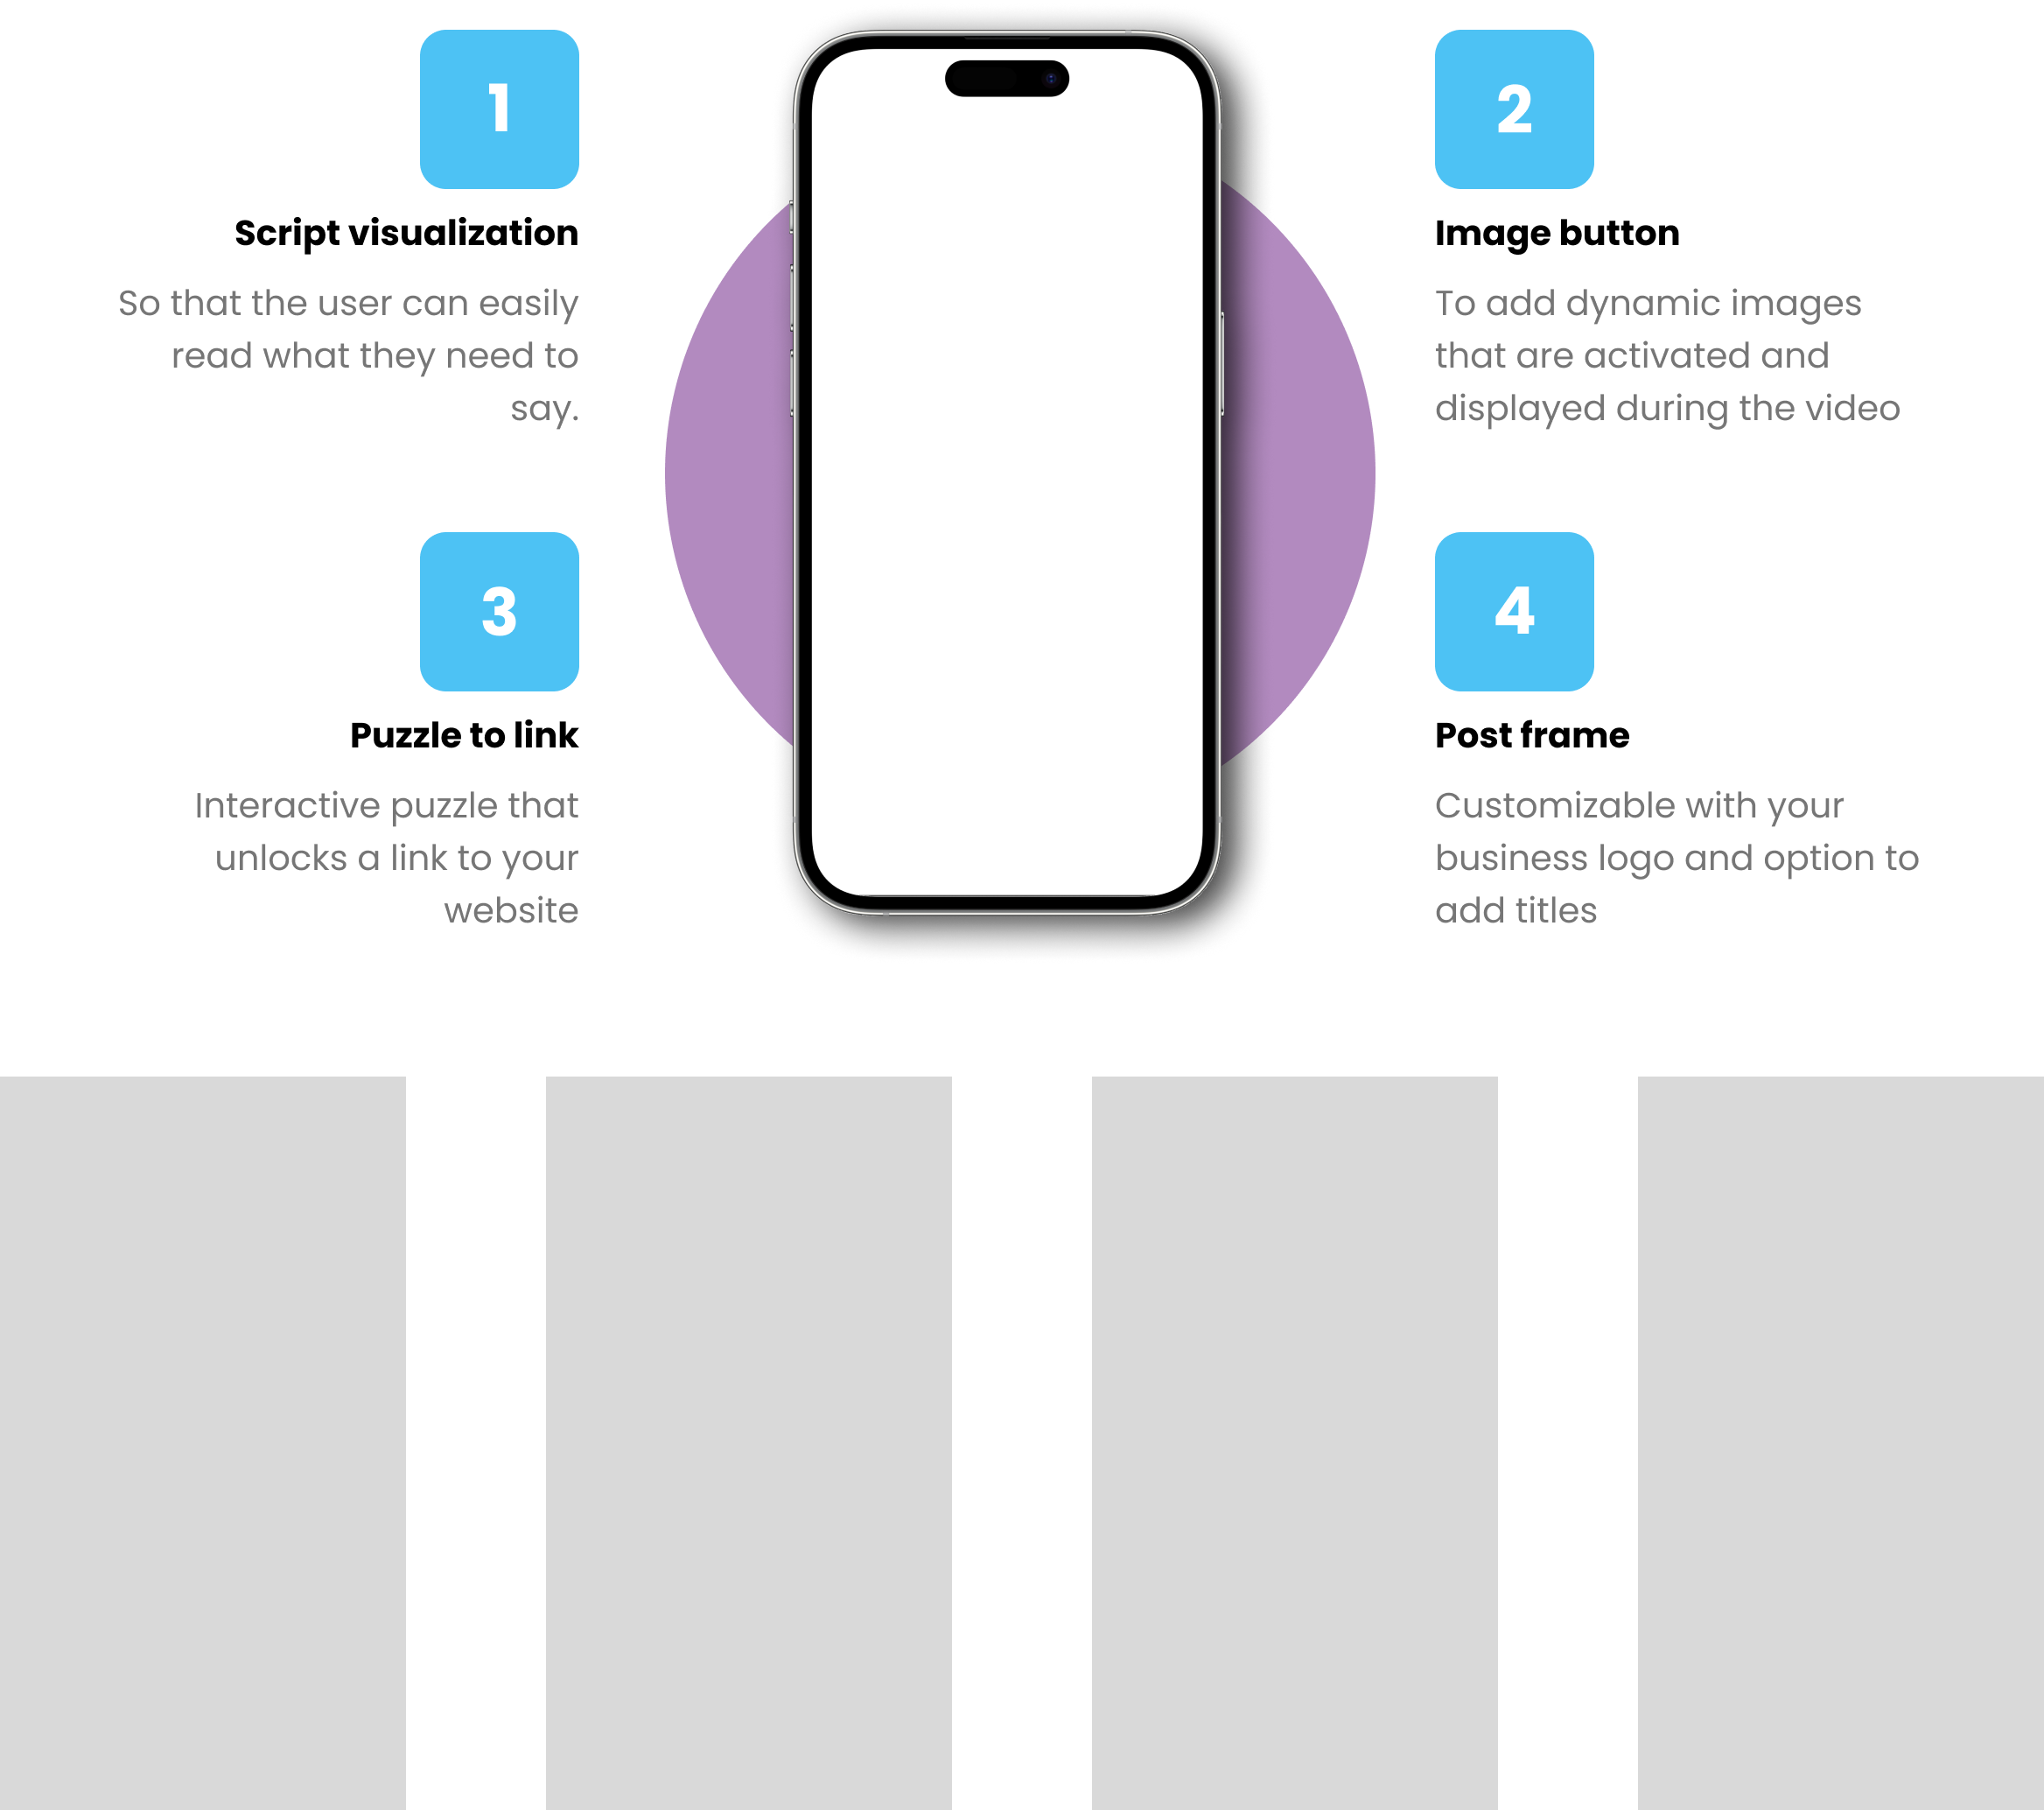 1
Script visualization
So that the user can easily
read what they need to
say.
2
Image button
To add dynamic images
that are activated and
displayed during the video
3
Puzzle to link
Interactive puzzle that
unlocks a link to your
website
4
Post frame
Customizable with your
business logo and option to
add titles